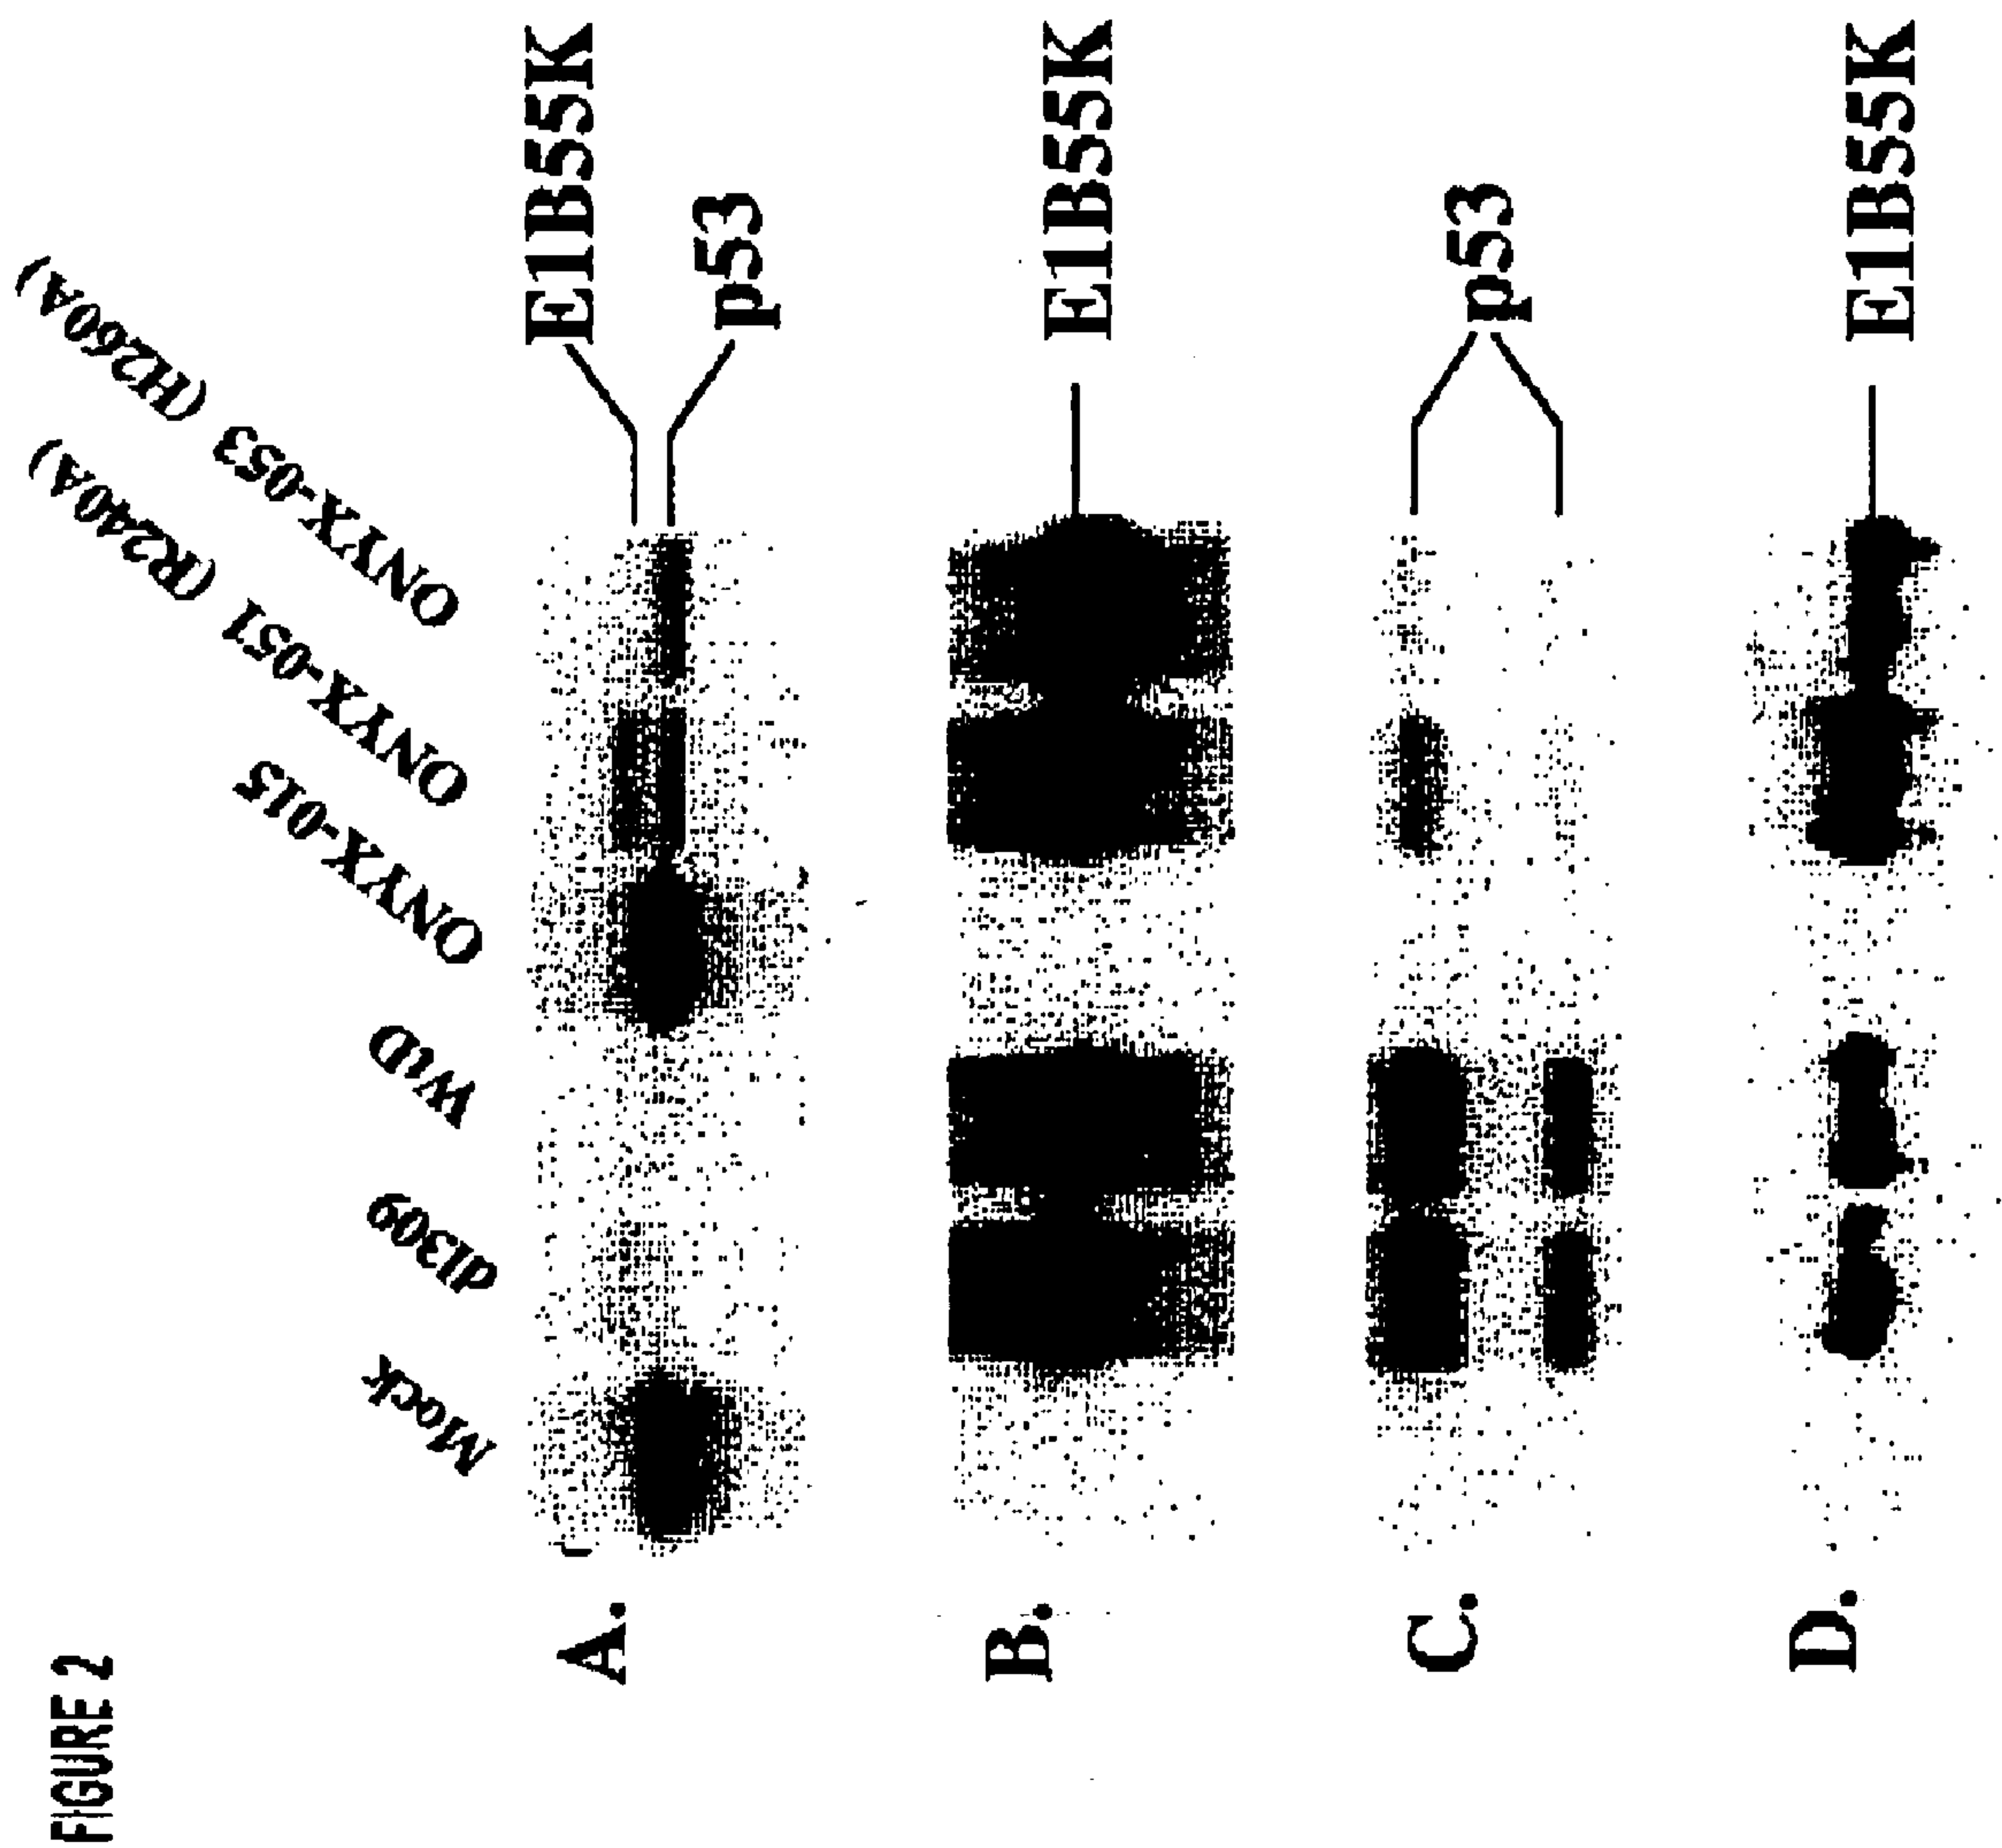 FIGURE 2
Mock
dl309
WtD
ONYX-015
ONYX-051 (R240A)
ONYX-053 (H260A)
A.
E1B55K
p53
B.
E1B55K
C.
p53
D.
E1B55K